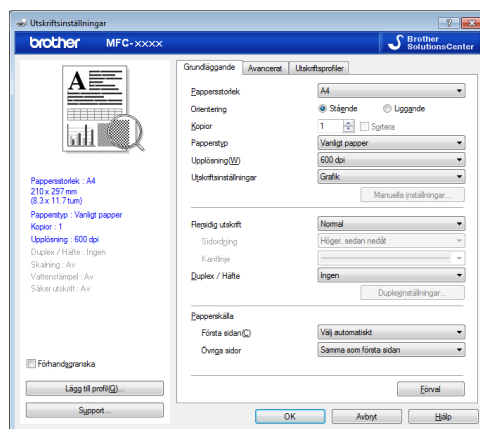 Utskriftsinställningar
brother MFC-xxxx
Brother
SolutionsCenter
Grundläggande Avancerat Utskriftsprofiler
Pappersstorlek A4
Orientering Stående Liggande
Kopior 1 Sortera
Papperstyp Vanligt papper
Upplösning(W) 600 dpi
Utskriftsinställningar Grafik
Manuella inställningar...
Flersidig utskrift Normal
Sidordning Höger, sedan nedåt
Kantlinje
Duplex / Häfte Ingen
Duplexinställningar...
Papperskälla
Första sidan(C) Välj automatiskt
Övriga sidor Samma som första sidan
Förval
A
Pappersstorlek : A4
210 x 297 mm
(8.3 x 11.7 tum)
Papperstyp : Vanligt papper
Kopior : 1
Upplösning : 600 dpi
Duplex / Häfte : Ingen
Skalning : Av
Vattenstämpel : Av
Säker utskrift : Av
Förhandsgranska
Lägg till profil(Q)...
Support...
OK Avbryt Hjälp